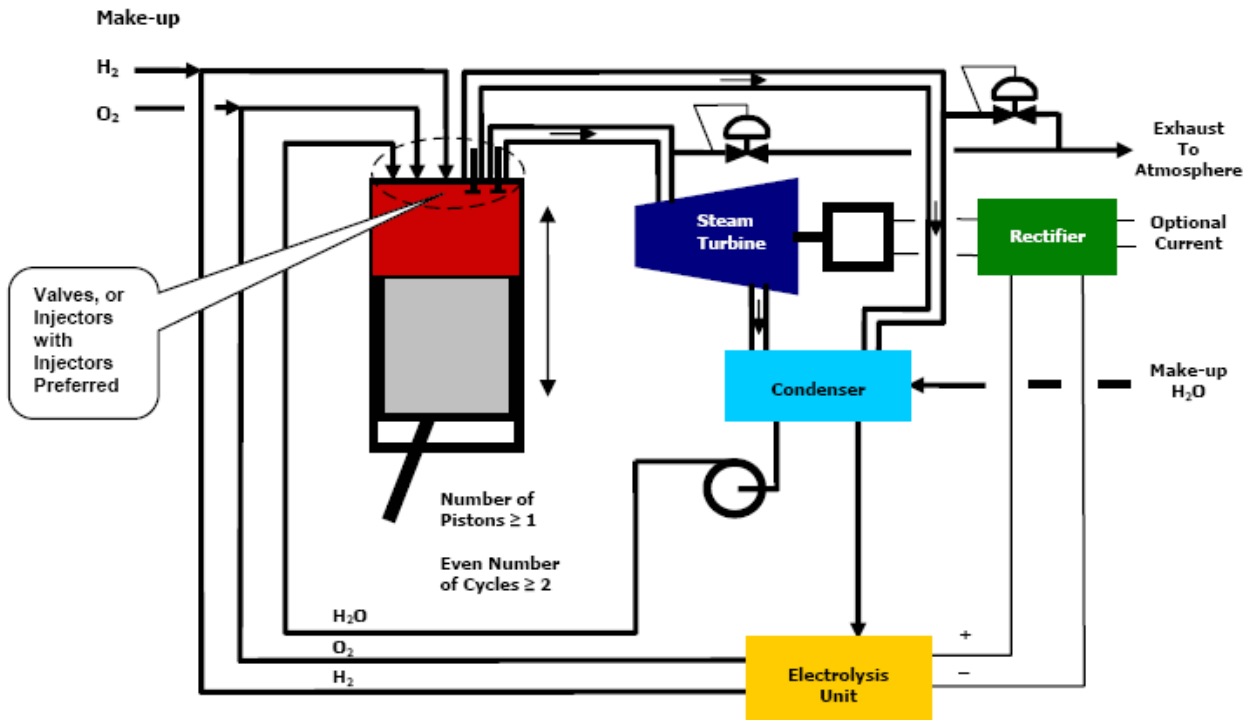 Make-up
H₂
O₂
Exhaust
To
Atmosphere
Steam
Turbine
Rectifier
Optional
Current
Valves, or
Injectors
with
Injectors
Preferred
Condenser
Make-up
H₂O
Number of
Pistons ≥ 1
Even Number
of Cycles ≥ 2
H₂O
O₂
H₂
+
−
Electrolysis
Unit